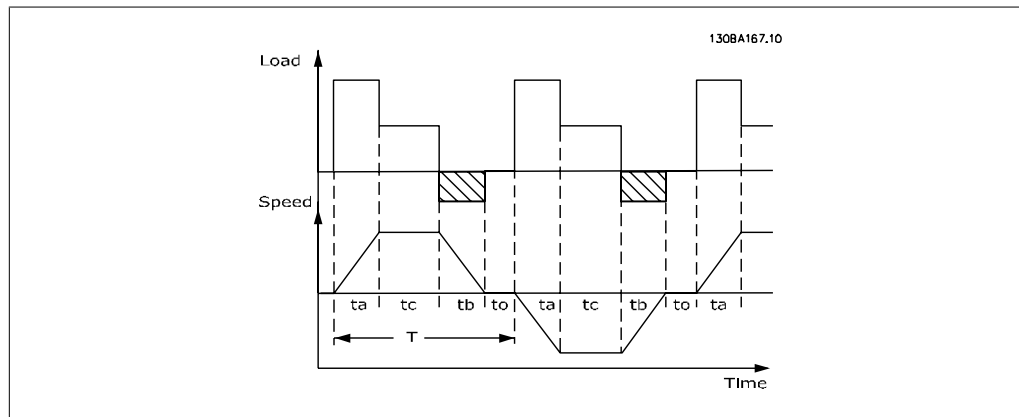 130BA167.10
Load
Speed
ta tc tb to ta tc tb to ta
T
Time